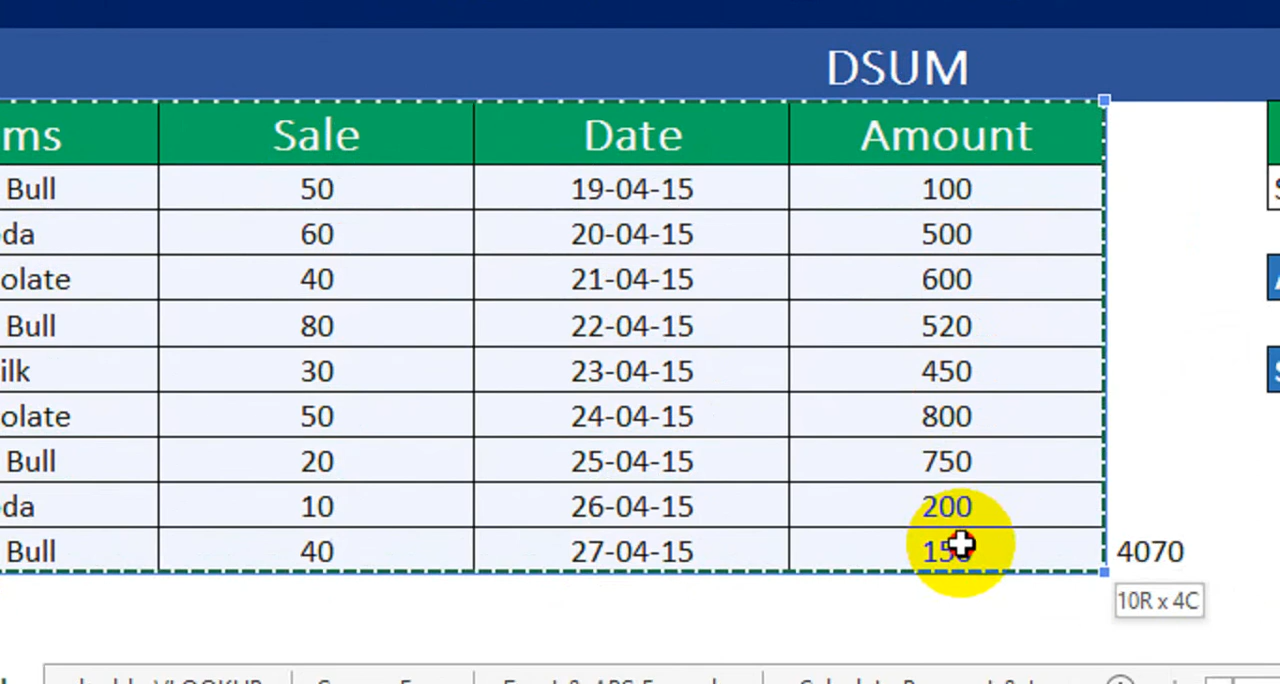 DSUM
ms Sale Date Amount
Bull 50 19-04-15 100
da 60 20-04-15 500
olate 40 21-04-15 600
Bull 80 22-04-15 520
ilk 30 23-04-15 450
olate 50 24-04-15 800
Bull 20 25-04-15 750
da 10 26-04-15 200
Bull 40 27-04-15 4070
10R x 4C
VLOOKUP